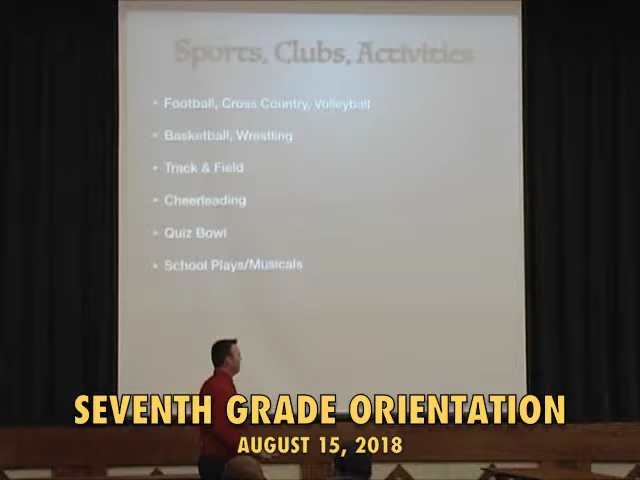 Sports, Clubs, Activities
• Football, Cross Country, Volleyball
• Basketball, Wrestling
• Track & Field
• Cheerleading
• Quiz Bowl
• School Plays/Musicals
SEVENTH GRADE ORIENTATION
AUGUST 15, 2018